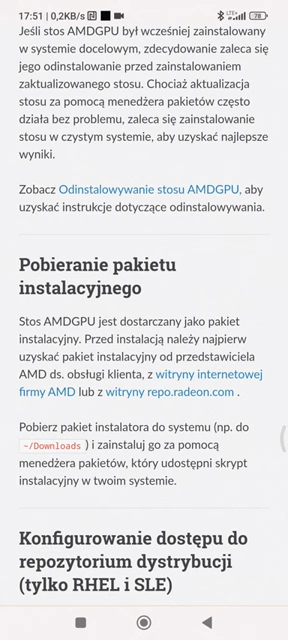 17:51 | 0,2KB/s
LTE+
78
Jeśli stos AMDGPU był wcześniej zainstalowany
w systemie docelowym, zdecydowanie zaleca się
jego odinstalowanie przed zainstalowaniem
zaktualizowanego stosu. Chociaż aktualizacja
stosu za pomocą menedżera pakietów często
działa bez problemu, zaleca się zainstalowanie
stosu w czystym systemie, aby uzyskać najlepsze
wyniki.
Zobacz Odinstalowywanie stosu AMDGPU, aby
uzyskać instrukcje dotyczące odinstalowywania.
Pobieranie pakietu
instalacyjnego
Stos AMDGPU jest dostarczany jako pakiet
instalacyjny. Przed instalacją należy najpierw
uzyskać pakiet instalacyjny od przedstawiciela
AMD ds. obsługi klienta, z witryny internetowej
firmy AMD lub z witryny repo.radeon.com .
Pobierz pakiet instalatora do systemu (np. do
~/Downloads ) i zainstaluj go za pomocą
menedżera pakietów, który udostępni skrypt
instalacyjny w twoim systemie.
Konfigurowanie dostępu do
repozytorium dystrybucji
(tylko RHEL i SLE)